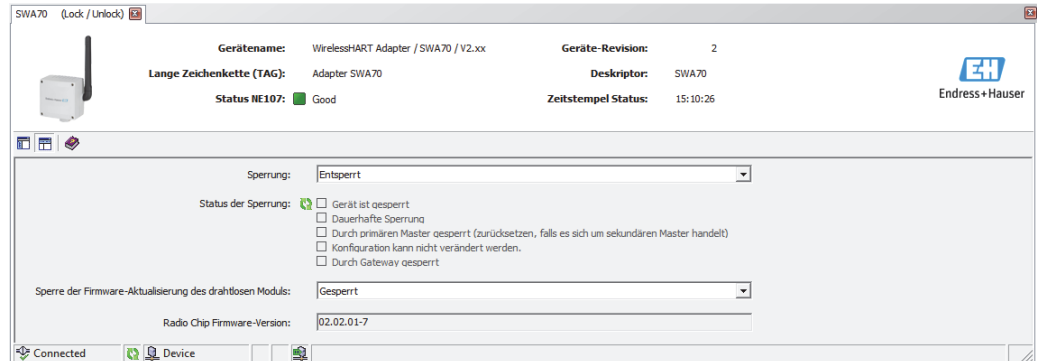 SWA70 (Lock / Unlock)
Gerätename: WirelessHART Adapter / SWA70 / V2.xx Geräte-Revision: 2
Lange Zeichenkette (TAG): Adapter SWA70 Deskriptor: SWA70
Status NE107: Good Zeitstempel Status: 15:10:26
EH
Endress+Hauser
Sperrung: Entsperrt
Status der Sperrung: Gerät ist gesperrt
Dauerhafte Sperrung
Durch primären Master gesperrt (zurücksetzen, falls es sich um sekundären Master handelt)
Konfiguration kann nicht verändert werden.
Durch Gateway gesperrt
Sperre der Firmware-Aktualisierung des drahtlosen Moduls: Gesperrt
Radio Chip Firmware-Version: 02.02.01-7
Connected Device